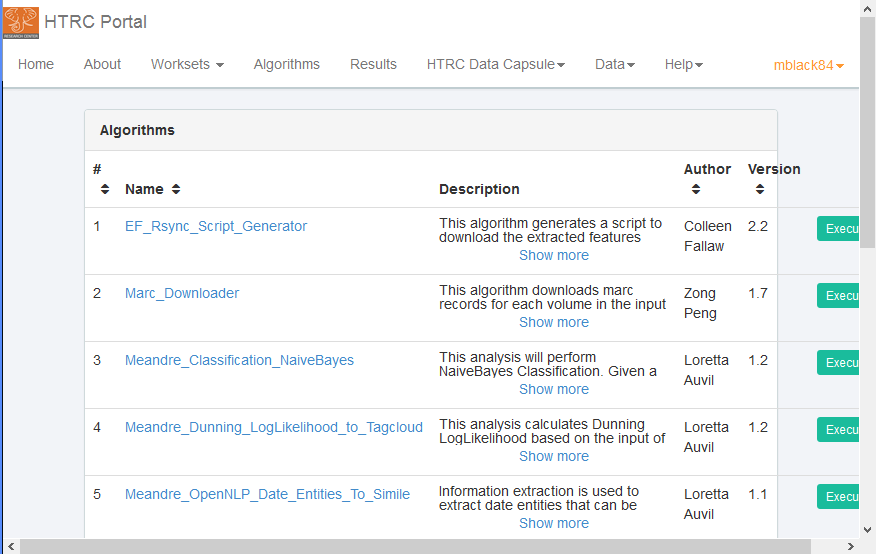 HTRC Portal
RESEARCH CENTER
Home About Worksets Algorithms Results HTRC Data Capsule Data Help mblack84
Algorithms
# Name Description Author Version
1 EF_Rsync_Script_Generator This algorithm generates a script to download the extracted features Colleen Fallaw 2.2 Execu
Show more
2 Marc_Downloader This algorithm downloads marc records for each volume in the input Zong Peng 1.7 Execu
Show more
3 Meandre_Classification_NaiveBayes This analysis will perform NaiveBayes Classification. Given a Loretta Auvil 1.2 Execu
Show more
4 Meandre_Dunning_LogLikelihood_to_Tagcloud This analysis calculates Dunning LogLikelihood based on the input of Loretta Auvil 1.2 Execu
Show more
5 Meandre_OpenNLP_Date_Entities_To_Simile Information extraction is used to extract date entities that can be Loretta Auvil 1.1 Execu
Show more